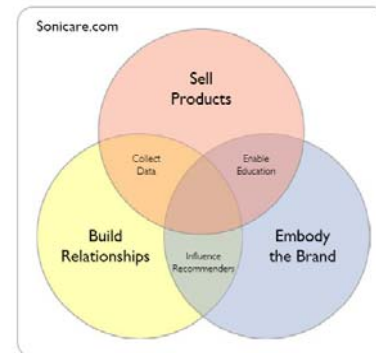 Sonicare.com
Sell
Products
Collect
Data
Enable
Education
Build
Relationships
Influence
Recommenders
Embody
the Brand